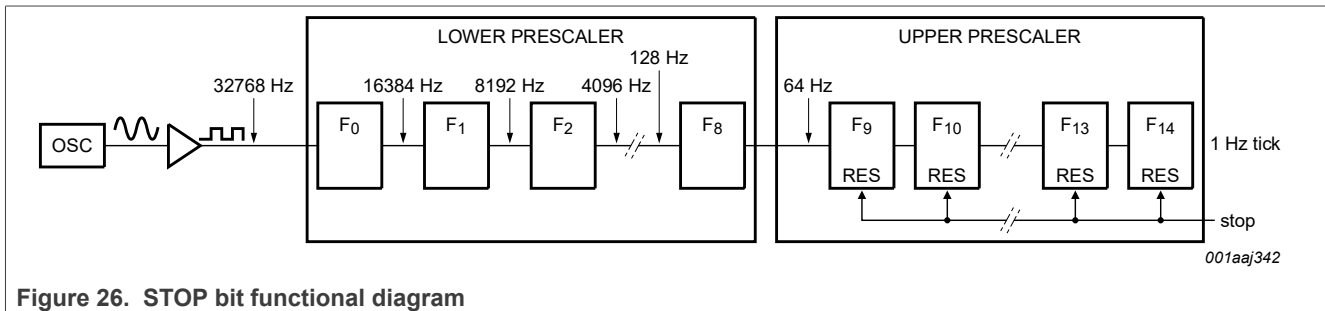 LOWER PRESCALER
UPPER PRESCALER
128 Hz
32768 Hz
16384 Hz
8192 Hz
4096 Hz
64 Hz
OSC
F0
F1
F2
F8
F9
RES
F10
RES
F13
RES
F14
RES
1 Hz tick
stop
001aaj342
Figure 26. STOP bit functional diagram